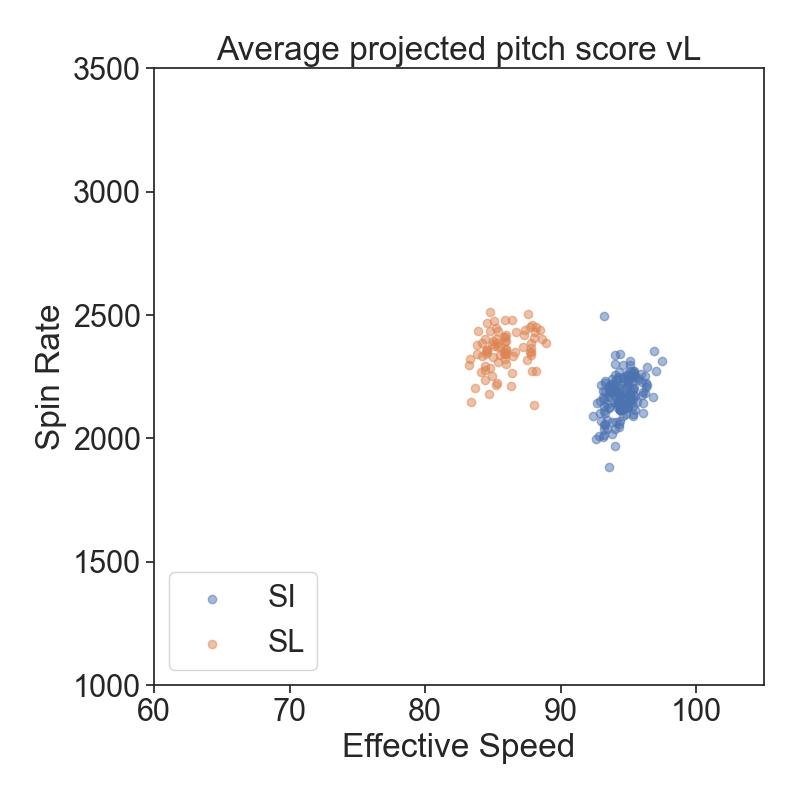 Average projected pitch score vL
3500
3000
2500
2000
1500
1000
Spin Rate
SI
SL
60 70 80 90 100
Effective Speed